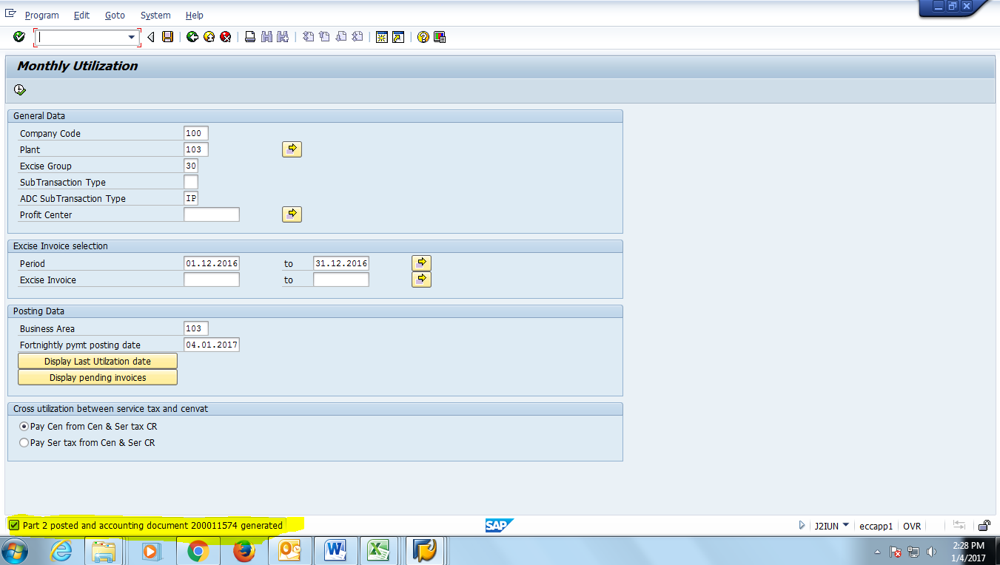 Program Edit Goto System Help
Monthly Utilization
General Data
Company Code 100
Plant 103
Excise Group 30
SubTransaction Type
ADC SubTransaction Type IP
Profit Center
Excise Invoice selection
Period 01.12.2016 to 31.12.2016
Excise Invoice to
Posting Data
Business Area 103
Fortnightly pymt posting date 04.01.2017
Display Last Utilzation date
Display pending invoices
Cross utilization between service tax and cenvat
Pay Cen from Cen & Ser tax CR
Pay Ser tax from Cen & Ser CR
Part 2 posted and accounting document 200011574 generated SAP J2IUN eccapp1 OVR
2:28 PM
1/4/2017